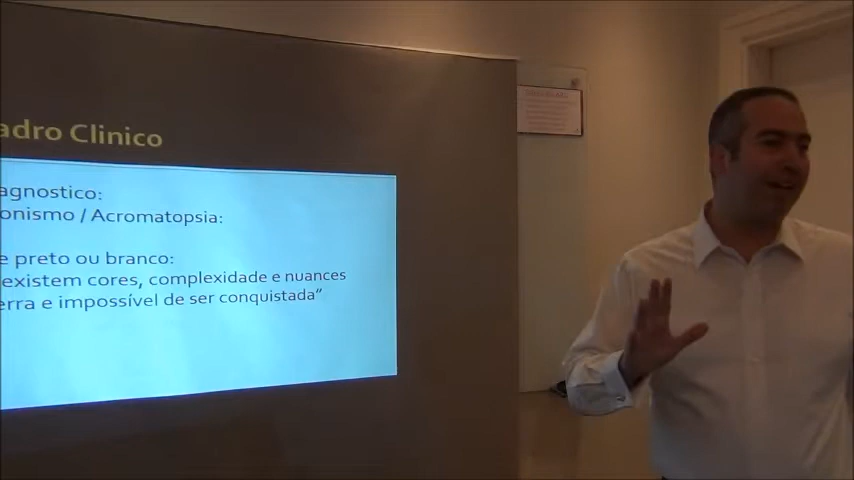 adro Clinico
agnostico:
onismo / Acromatopsia:
e preto ou branco:
existem cores, complexidade e nuances
erra e impossível de ser conquistada”